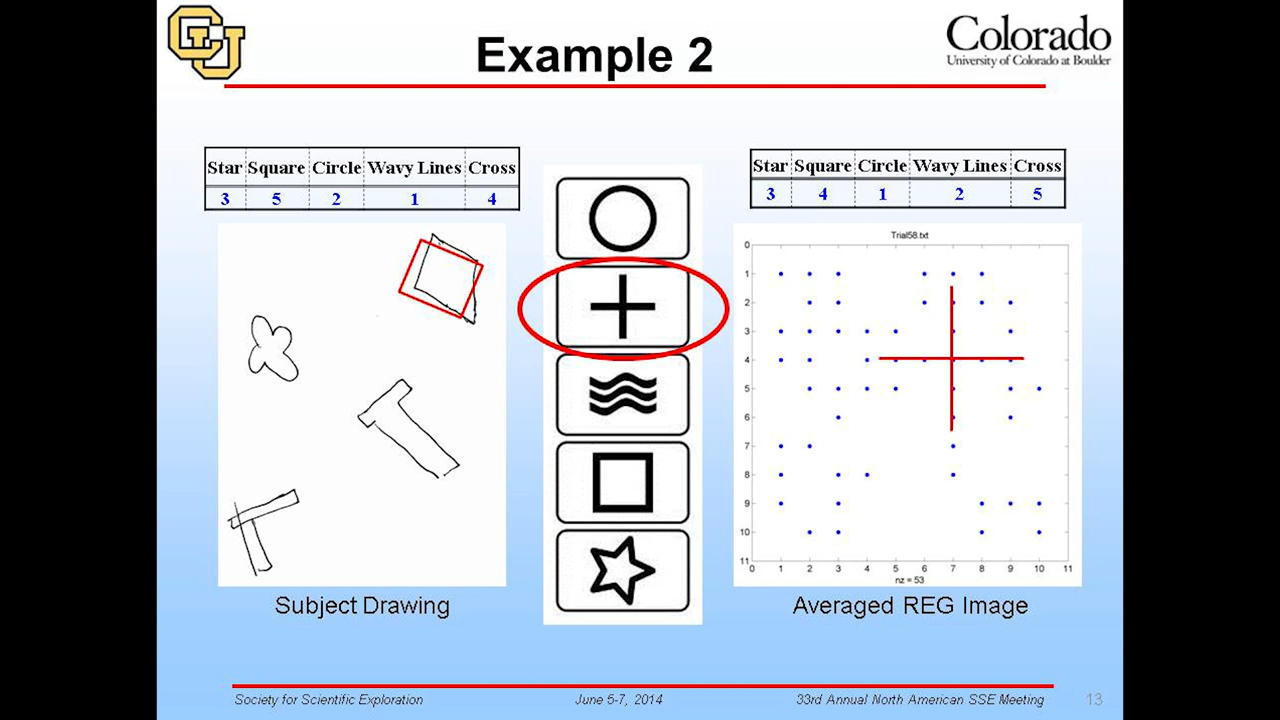 CU
Example 2
Colorado
University of Colorado at Boulder
Star Square Circle Wavy Lines Cross
3 5 2 1 4
Star Square Circle Wavy Lines Cross
3 4 1 2 5
Trial58.txt
0
1
2
3
4
5
6
7
8
9
10
11
0 1 2 3 4 5 6 7 8 9 10 11
nz = 53
Subject Drawing
Averaged REG Image
Society for Scientific Exploration June 5-7, 2014 33rd Annual North American SSE Meeting 13